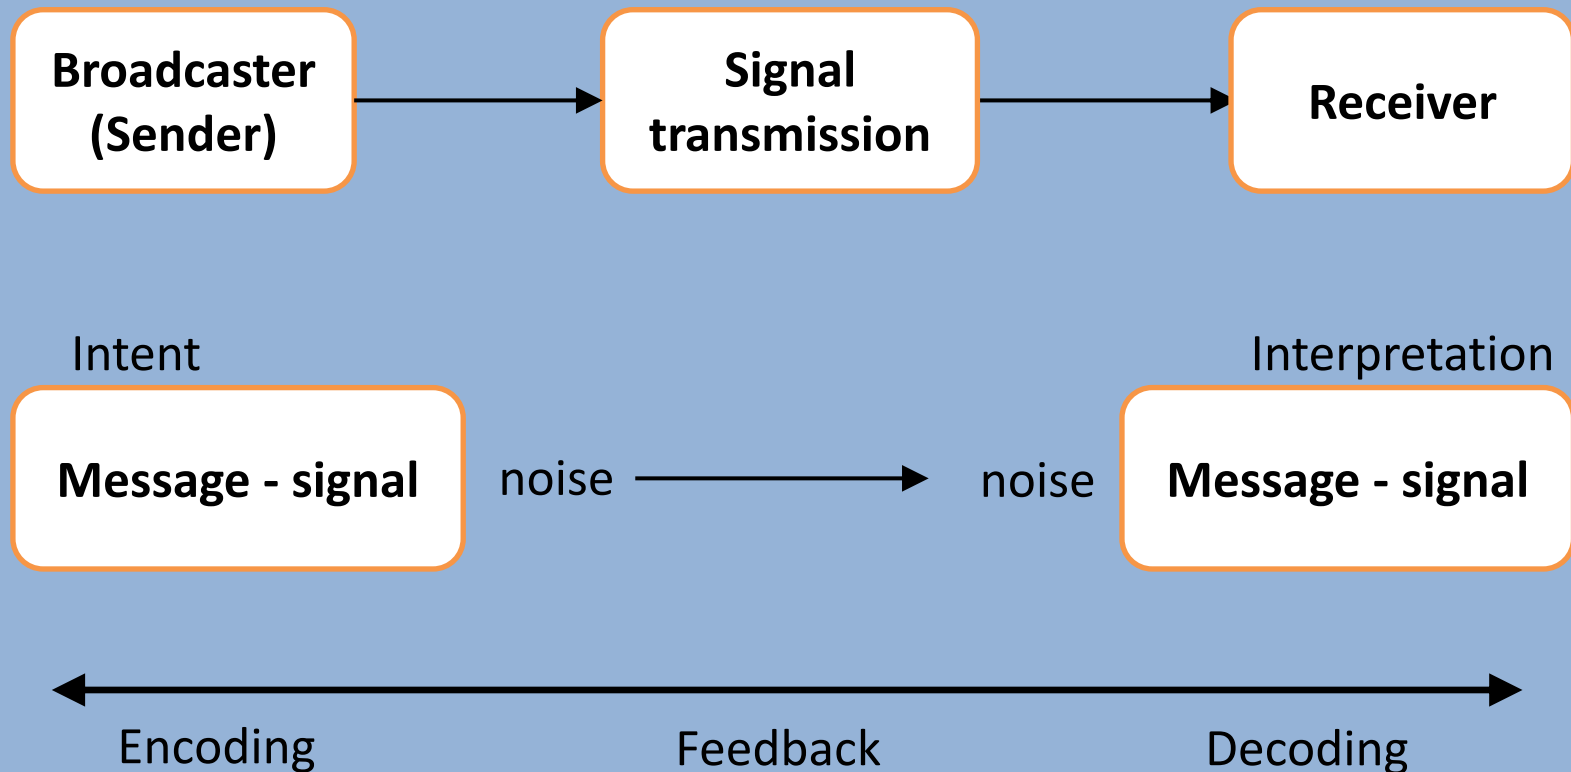 Broadcaster
(Sender)
Signal
transmission
Receiver
Intent
Interpretation
Message - signal
noise
noise
Message - signal
Encoding
Feedback
Decoding